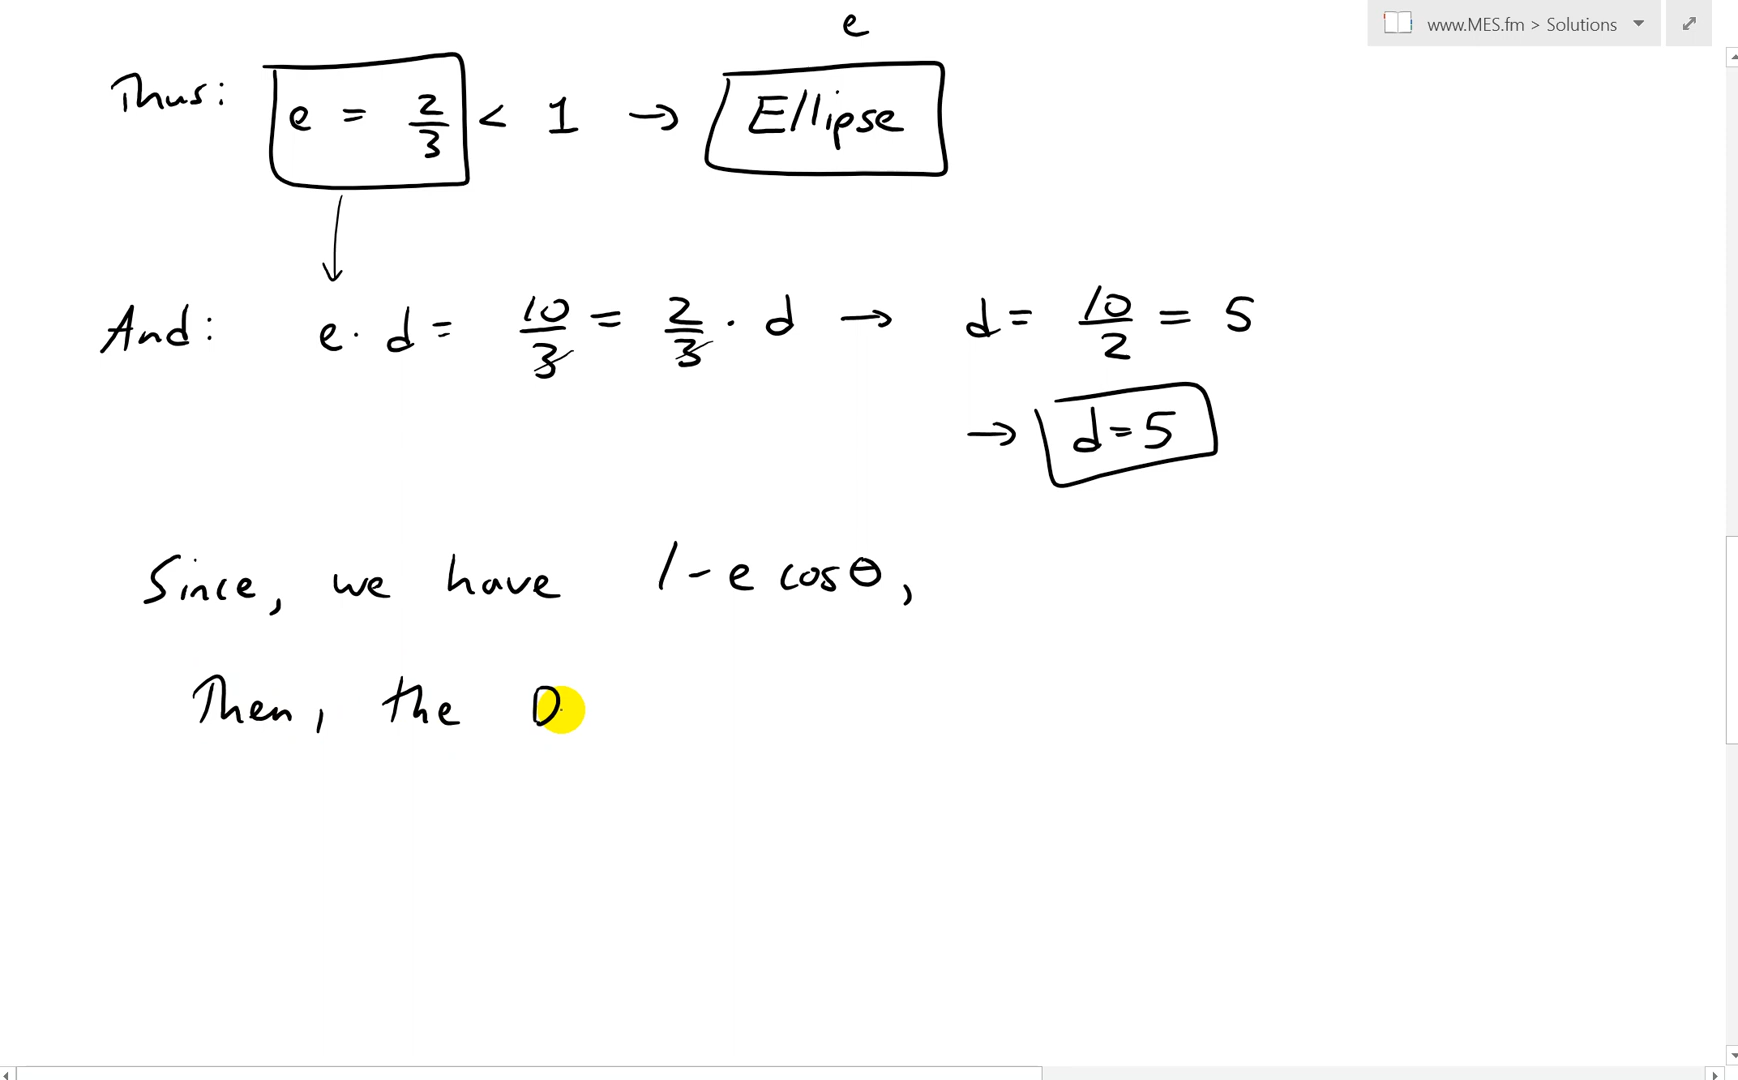 www.MES.fm > Solutions
e
Thus: e = 2/3 < 1 → Ellipse
And: e · d = 10/3 = 2/3 · d → d = 10/2 = 5
→ d = 5
Since, we have 1 - e cosθ,
Then, the D